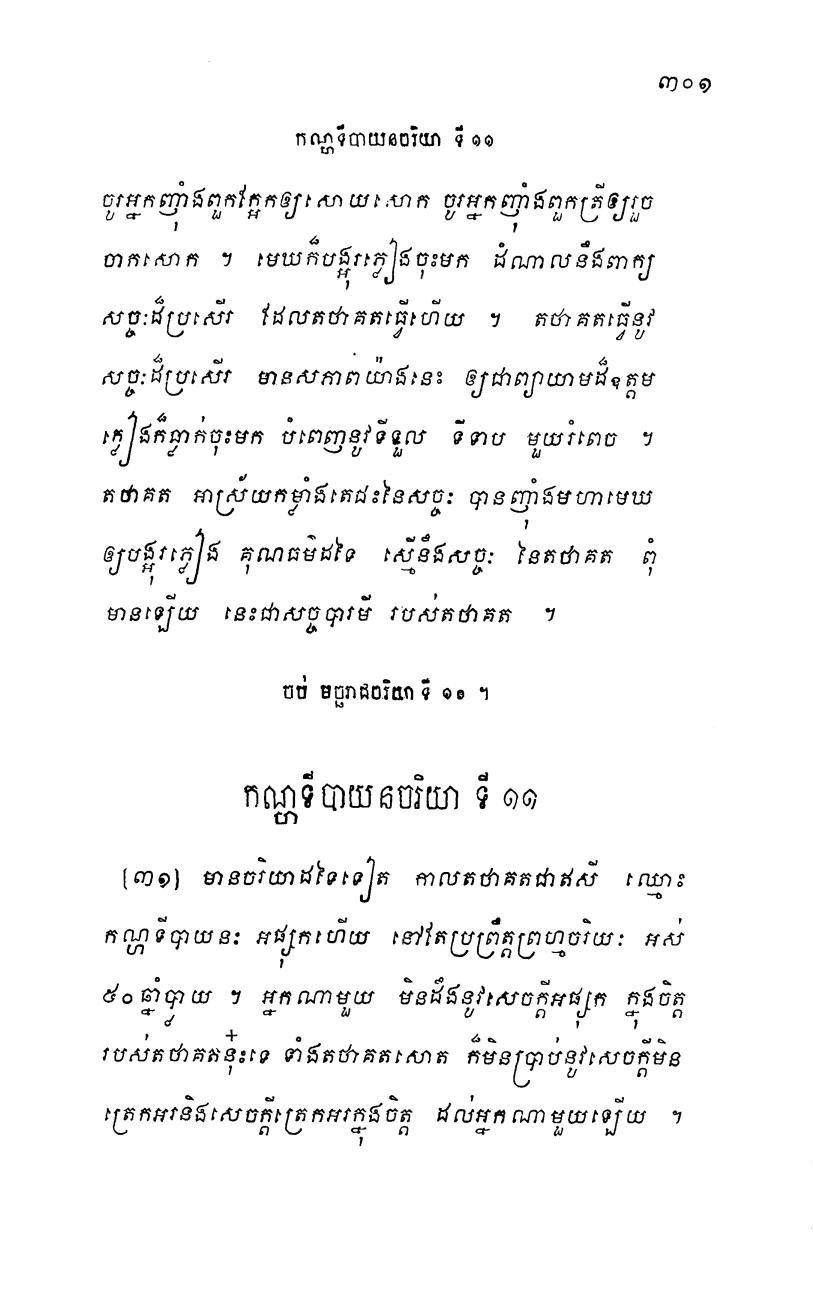 ៣០១
កណ្ហទីបាយនចរិយា ទី ១១
ចូរអ្នកញ៉ាំងពួកក្អែកឲ្យសោយសោក ចូរអ្នកញ៉ាំងពួកត្រីឲ្យរួច
ចាកសោក ។ មេឃក៏បង្អុរភ្លៀងចុះមក ដំណាលនឹងពាក្យ
សច្ចៈដ៏ប្រសើរ ដែលតថាគតធ្វើហើយ ។ តថាគតធ្វើនូវ
សច្ចៈដ៏ប្រសើរ មានសភាពយ៉ាងនេះ ឲ្យជាព្យាយាមដ៏ឧត្តម
ភ្លៀងក៏ធ្លាក់ចុះមក បំពេញនូវទីទួល ទីទាប មួយរំពេច ។
តថាគត អាស្រ័យកម្លាំងតេជះនៃសច្ចៈ បានញ៉ាំងមហាមេឃ
ឲ្យបង្អុរភ្លៀង គុណធម៌ដទៃ ស្មើនឹងសច្ចៈ នៃតថាគត ពុំ
មានឡើយ នេះជាសច្ចបារមី របស់តថាគត ។
ចប់ មច្ឆរាជចរិយា ទី ១០ ។
កណ្ហទីបាយនចរិយា ទី ១១
[៣១] មានចរិយាដទៃទៀត កាលតថាគតជាឥសី ឈ្មោះ
កណ្ហទីបាយនៈ អផ្សុកហើយ នៅតែប្រព្រឹត្តព្រហ្មចរិយៈ អស់
៥០ឆ្នាំប្លាយ ។ អ្នកណាមួយ មិនដឹងនូវសេចក្តីអផ្សុក ក្នុងចិត្ត
របស់តថាគតនុ៎ះទេ ទាំងតថាគតសោត ក៏មិនប្រាប់នូវសេចក្តីមិន
ត្រេកអរនិងសេចក្តីត្រេកអរក្នុងចិត្ត ដល់អ្នកណាមួយឡើយ ។